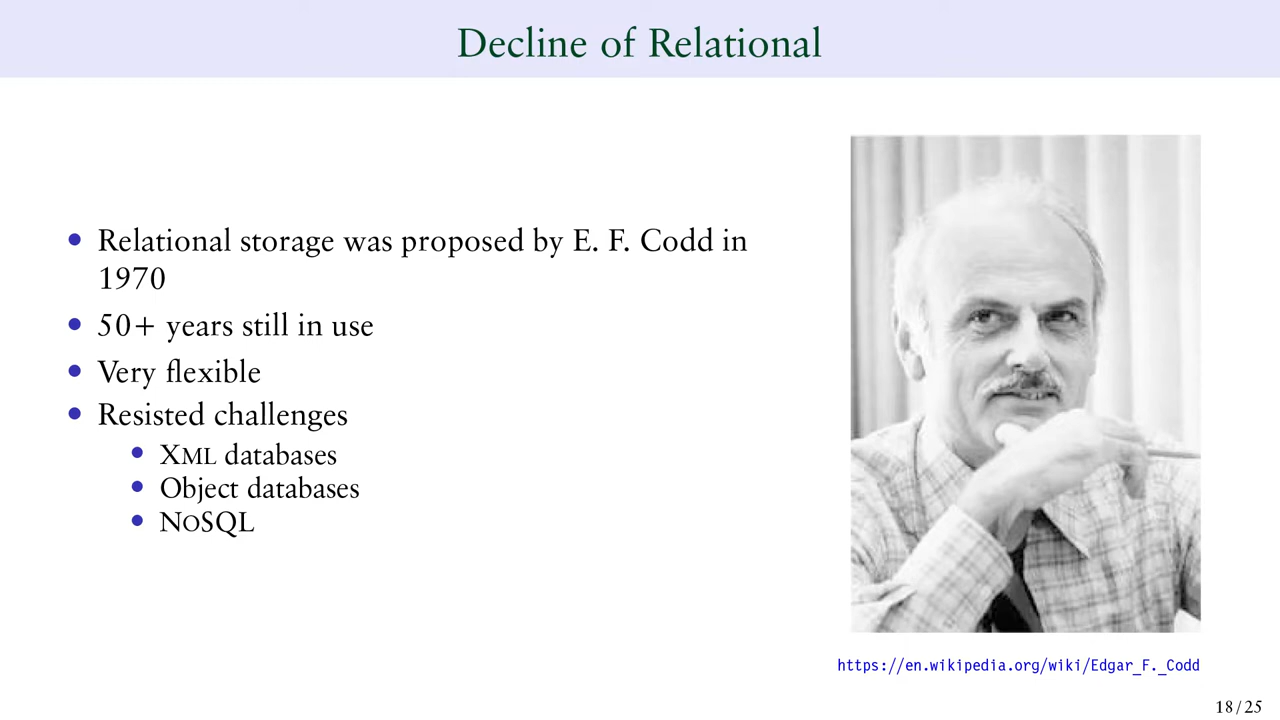 Decline of Relational
Relational storage was proposed by E. F. Codd in
1970
50+ years still in use
Very flexible
Resisted challenges
XML databases
Object databases
NOSQL
https://en.wikipedia.org/wiki/Edgar_F._Codd
18/25